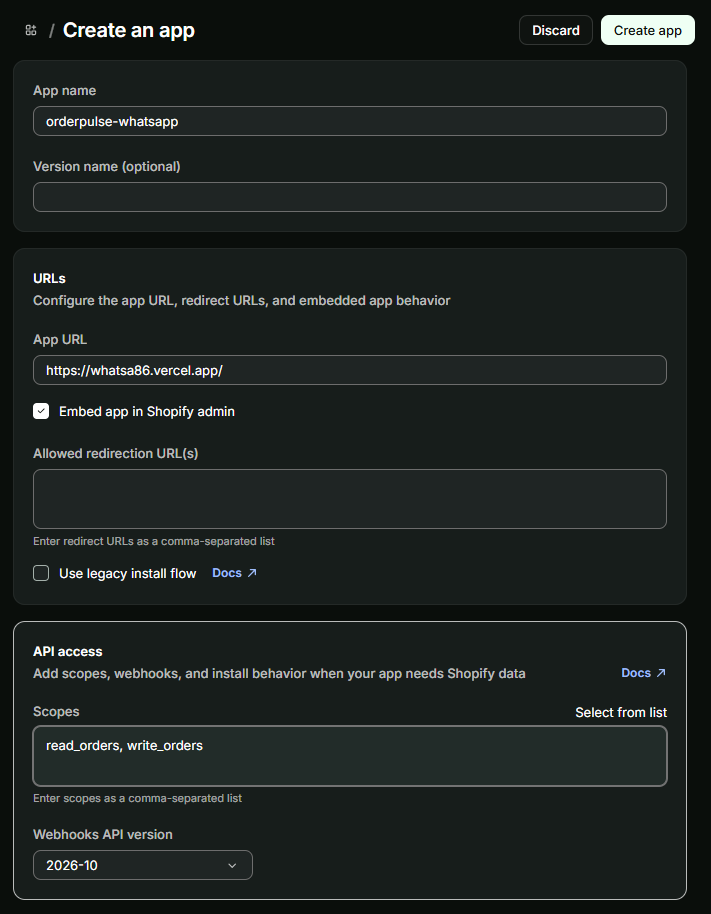 / Create an app
Discard
Create app
App name
orderpulse-whatsapp
Version name (optional)
URLs
Configure the app URL, redirect URLs, and embedded app behavior
App URL
https://whatsa86.vercel.app/
Embed app in Shopify admin
Allowed redirection URL(s)
Enter redirect URLs as a comma-separated list
Use legacy install flow
Docs ↗
API access
Add scopes, webhooks, and install behavior when your app needs Shopify data
Docs ↗
Scopes
Select from list
read_orders, write_orders
Enter scopes as a comma-separated list
Webhooks API version
2026-10